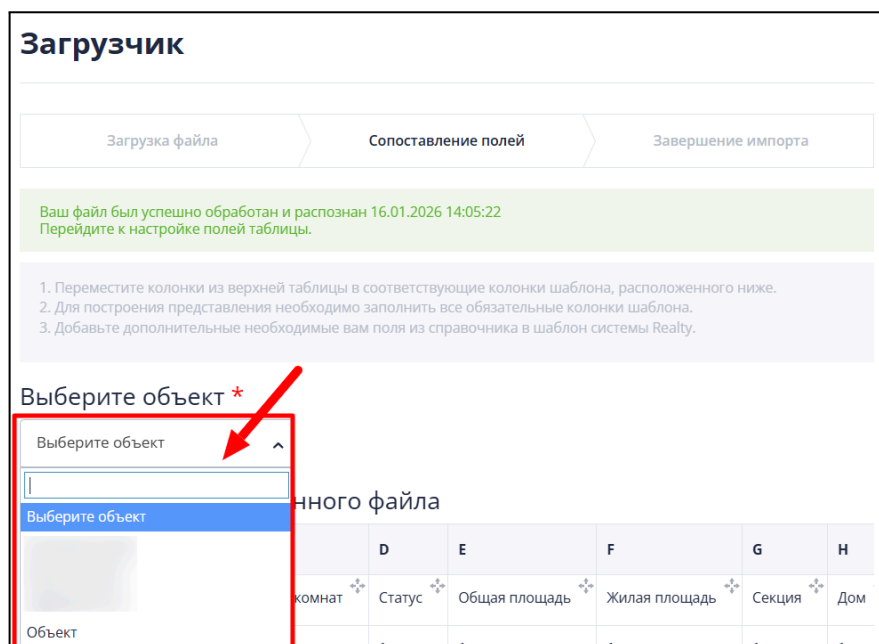 Загрузчик
Загрузка файла
Сопоставление полей
Завершение импорта
Ваш файл был успешно обработан и распознан 16.01.2026 14:05:22
Перейдите к настройке полей таблицы.
1. Переместите колонки из верхней таблицы в соответствующие колонки шаблона, расположенного ниже.
2. Для построения представления необходимо заполнить все обязательные колонки шаблона.
3. Добавьте дополнительные необходимые вам поля из справочника в шаблон системы Realty.
Выберите объект *
Выберите объект
нного файла
Выберите объект
D E F G H
комнат Статус Общая площадь Жилая площадь Секция Дом
Объект